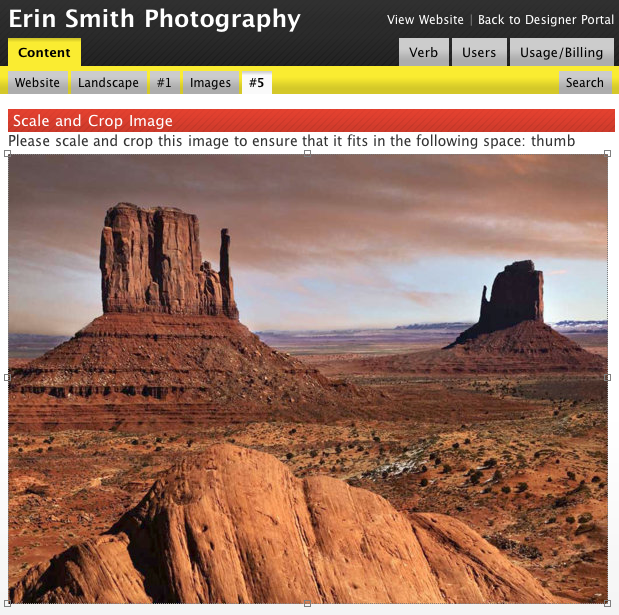 Erin Smith Photography
View Website | Back to Designer Portal
Content
Verb
Users
Usage/Billing
Website
Landscape
#1
Images
#5
Search
Scale and Crop Image
Please scale and crop this image to ensure that it fits in the following space: thumb